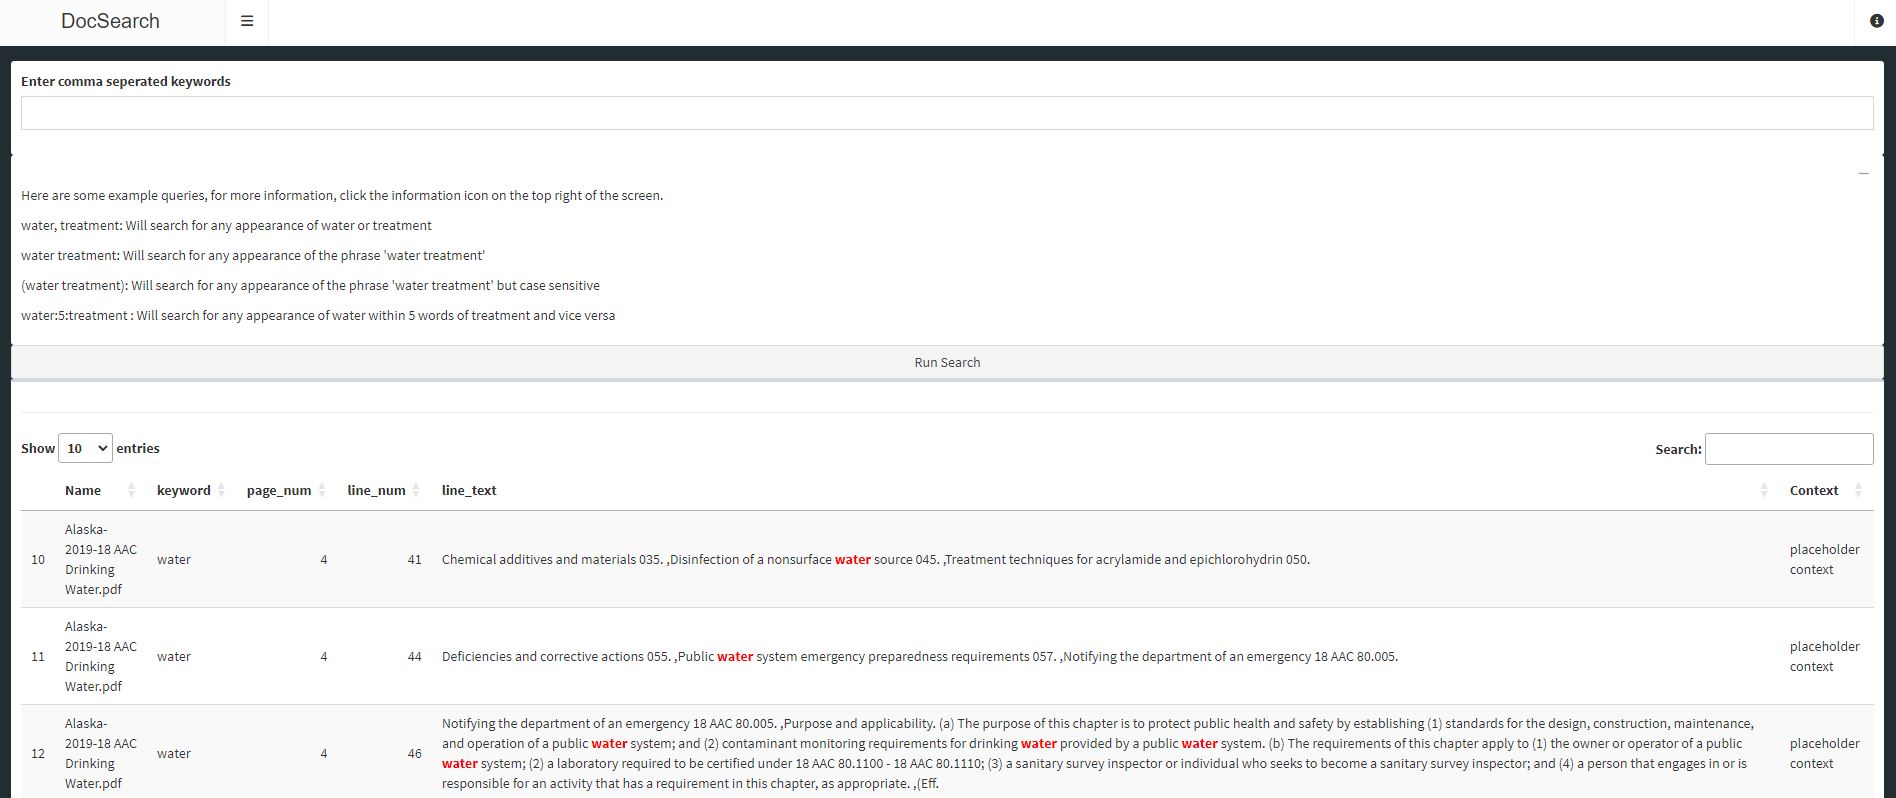 DocSearch
Enter comma seperated keywords
Here are some example queries, for more information, click the information icon on the top right of the screen.
water, treatment: Will search for any appearance of water or treatment
water treatment: Will search for any appearance of the phrase 'water treatment'
(water treatment): Will search for any appearance of the phrase 'water treatment' but case sensitive
water:5:treatment : Will search for any appearance of water within 5 words of treatment and vice versa
Run Search
Show 10 entries Search:
Name keyword page_num line_num line_text Context
Alaska-
2019-18 AAC
Drinking
Water.pdf
10 water 4 41 Chemical additives and materials 035. ,Disinfection of a nonsurface water source 045. ,Treatment techniques for acrylamide and epichlorohydrin 050.
placeholder
context
Alaska-
2019-18 AAC
Drinking
Water.pdf
11 water 4 44 Deficiencies and corrective actions 055. ,Public water system emergency preparedness requirements 057. ,Notifying the department of an emergency 18 AAC 80.005.
placeholder
context
Alaska-
2019-18 AAC
Drinking
Water.pdf
12 water 4 46
Notifying the department of an emergency 18 AAC 80.005. ,Purpose and applicability. (a) The purpose of this chapter is to protect public health and safety by establishing (1) standards for the design, construction, maintenance,
and operation of a public water system; and (2) contaminant monitoring requirements for drinking water provided by a public water system. (b) The requirements of this chapter apply to (1) the owner or operator of a public
water system; (2) a laboratory required to be certified under 18 AAC 80.1100 - 18 AAC 80.1110; (3) a sanitary survey inspector or individual who seeks to become a sanitary survey inspector; and (4) a person that engages in or is
responsible for an activity that has a requirement in this chapter, as appropriate. ,(Eff.
placeholder
context